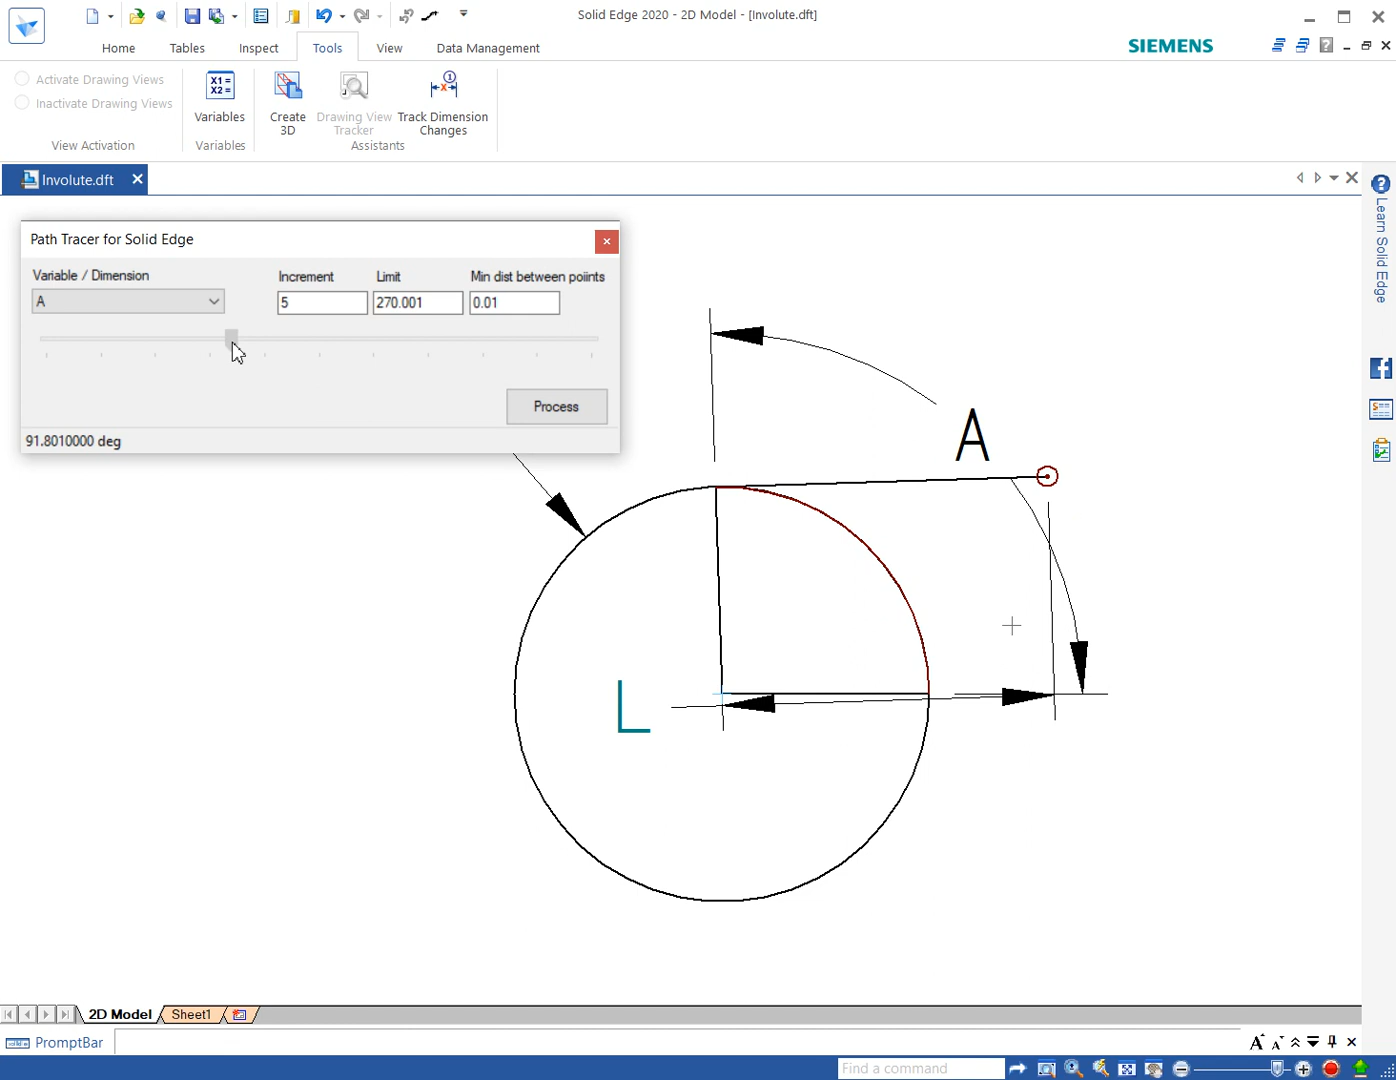 Solid Edge 2020 - 2D Model - [Involute.dft]
Home Tables Inspect Tools View Data Management
SIEMENS
Activate Drawing Views
Inactivate Drawing Views
View Activation
X1=
X2=
Variables
Variables
Create
3D
Drawing View
Tracker
Track Dimension
Changes
Assistants
Involute.dft
Learn Solid Edge
Path Tracer for Solid Edge
Variable / Dimension Increment Limit Min dist between poiints
A 5 270.001 0.01
Process
91.8010000 deg
A
L
2D Model Sheet1
PromptBar
Find a command